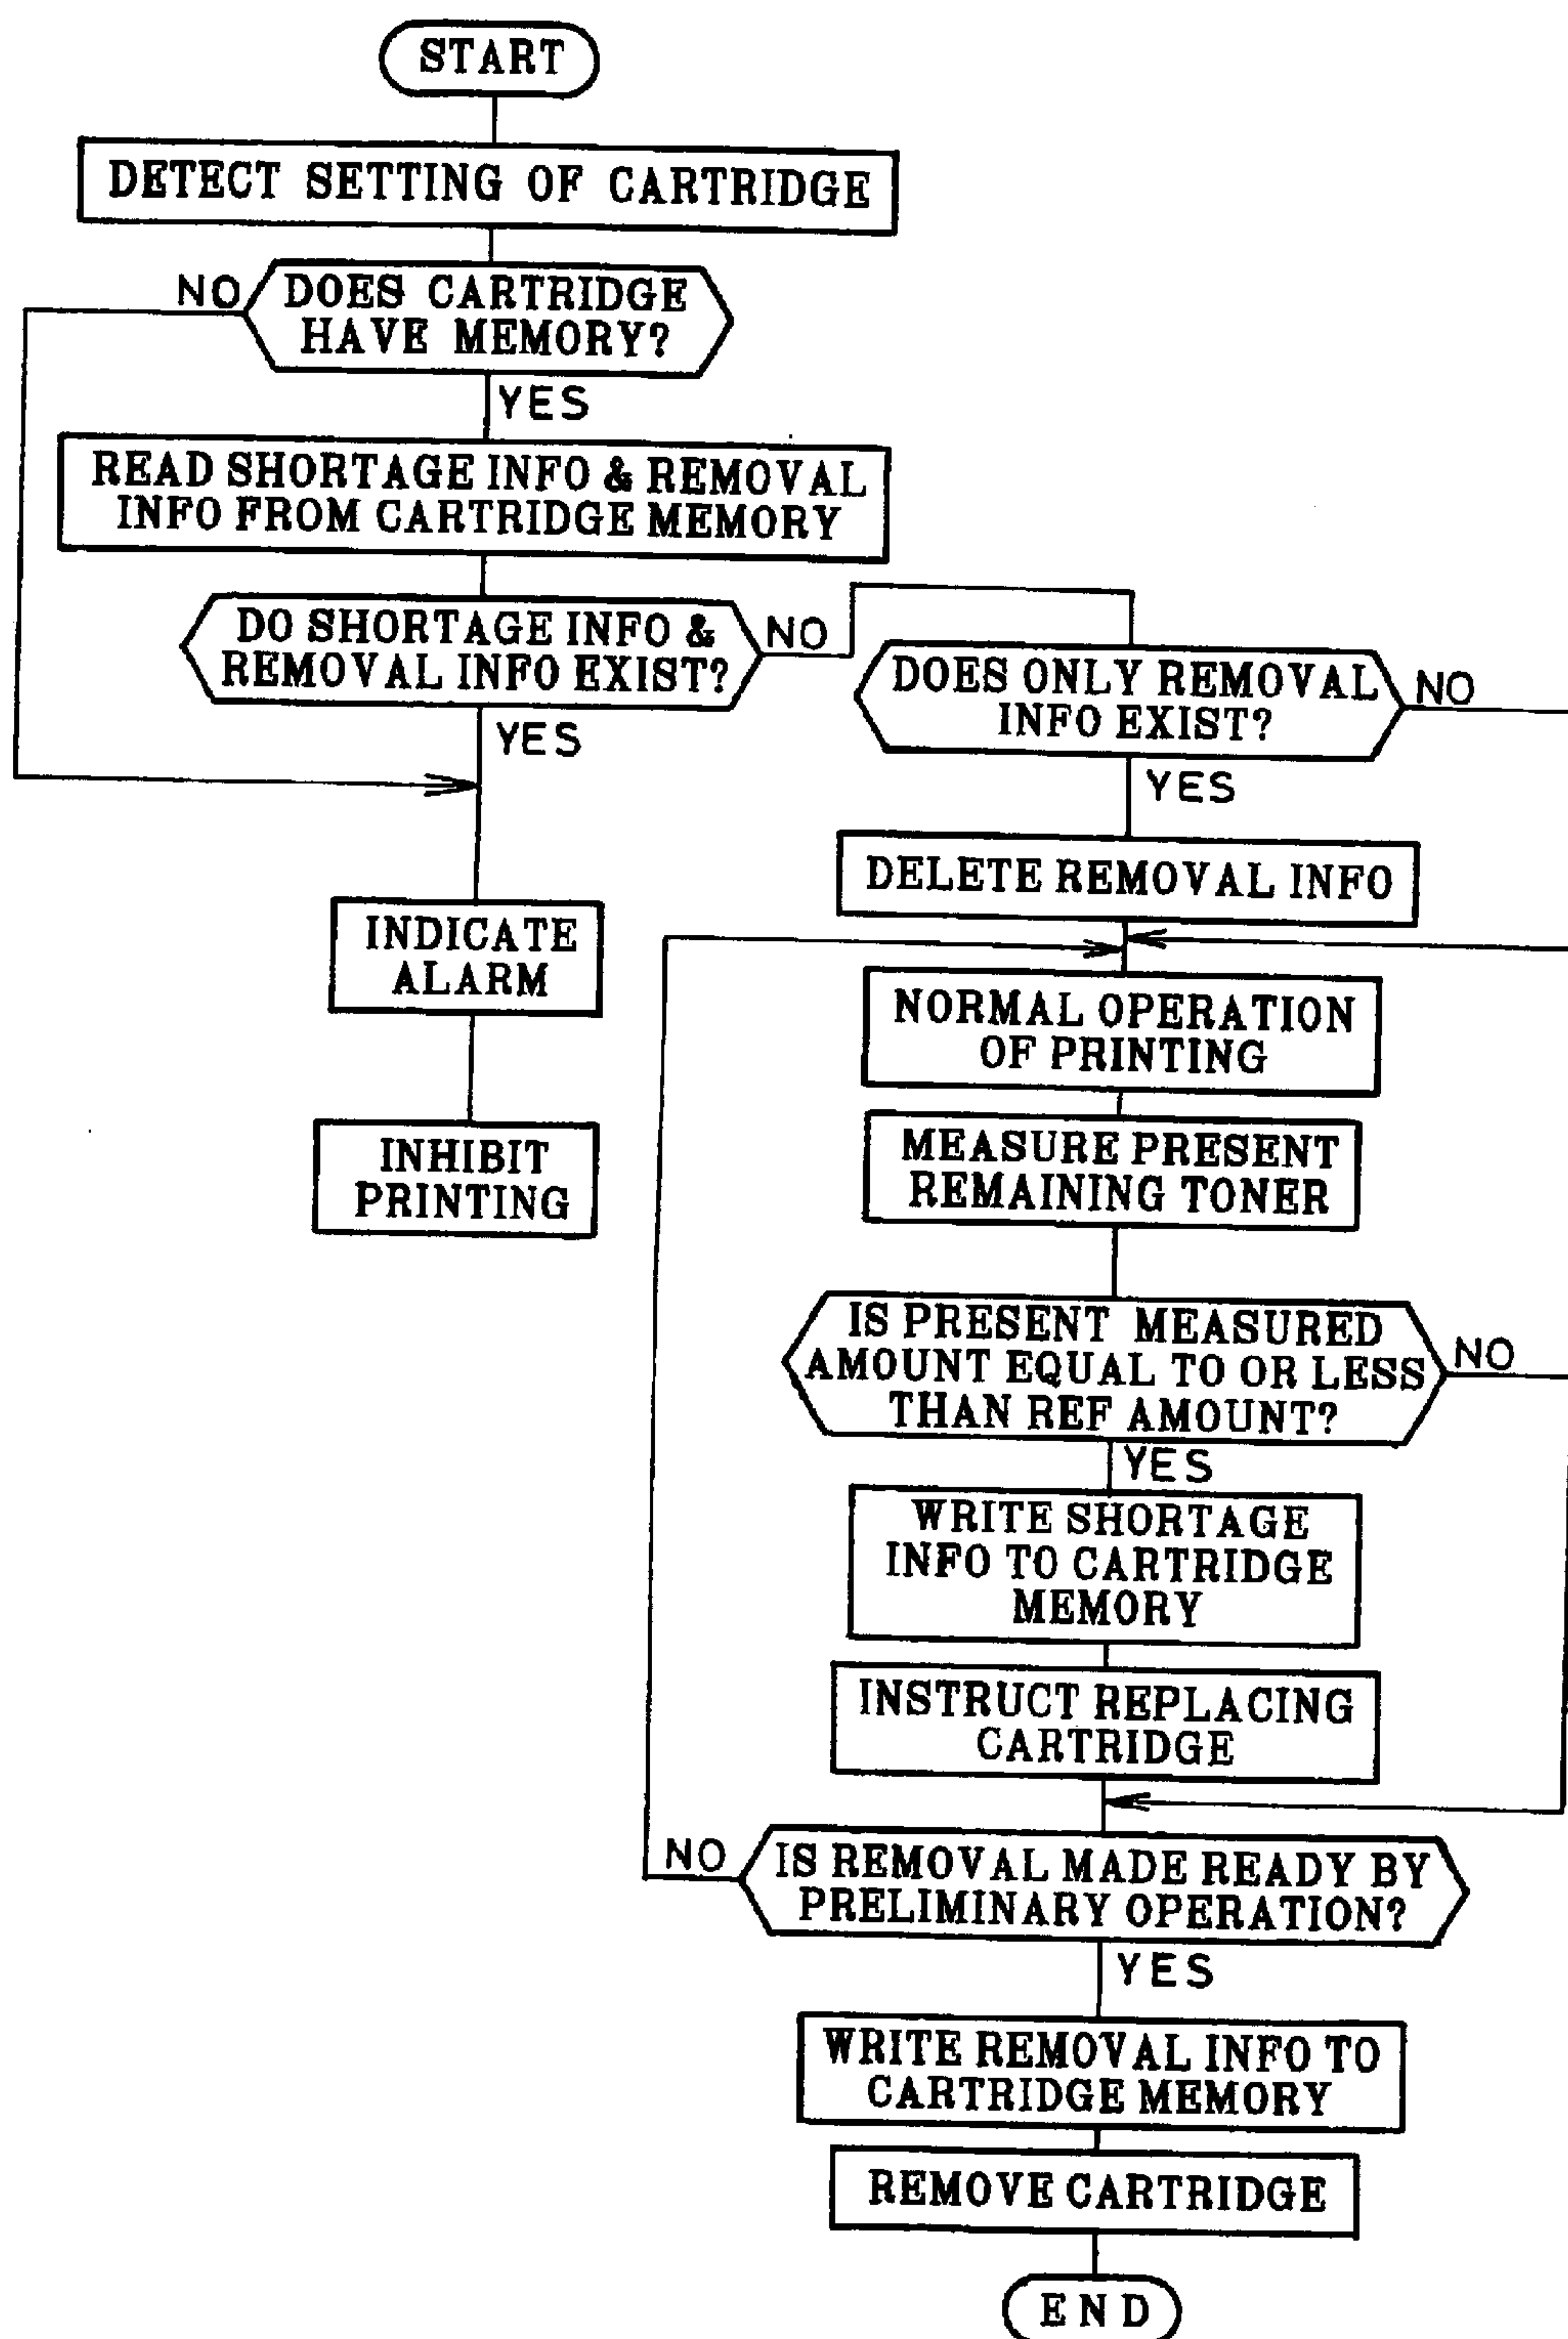 START
DETECT SETTING OF CARTRIDGE
NO
DOES CARTRIDGE
HAVE MEMORY?
YES
READ SHORTAGE INFO & REMOVAL
INFO FROM CARTRIDGE MEMORY
DO SHORTAGE INFO &
REMOVAL INFO EXIST?
NO
YES
INDICATE
ALARM
INHIBIT
PRINTING
DOES ONLY REMOVAL
INFO EXIST?
NO
YES
DELETE REMOVAL INFO
NORMAL OPERATION
OF PRINTING
MEASURE PRESENT
REMAINING TONER
IS PRESENT MEASURED
AMOUNT EQUAL TO OR LESS
THAN REF AMOUNT?
NO
YES
WRITE SHORTAGE
INFO TO CARTRIDGE
MEMORY
INSTRUCT REPLACING
CARTRIDGE
NO
IS REMOVAL MADE READY BY
PRELIMINARY OPERATION?
YES
WRITE REMOVAL INFO TO
CARTRIDGE MEMORY
REMOVE CARTRIDGE
END